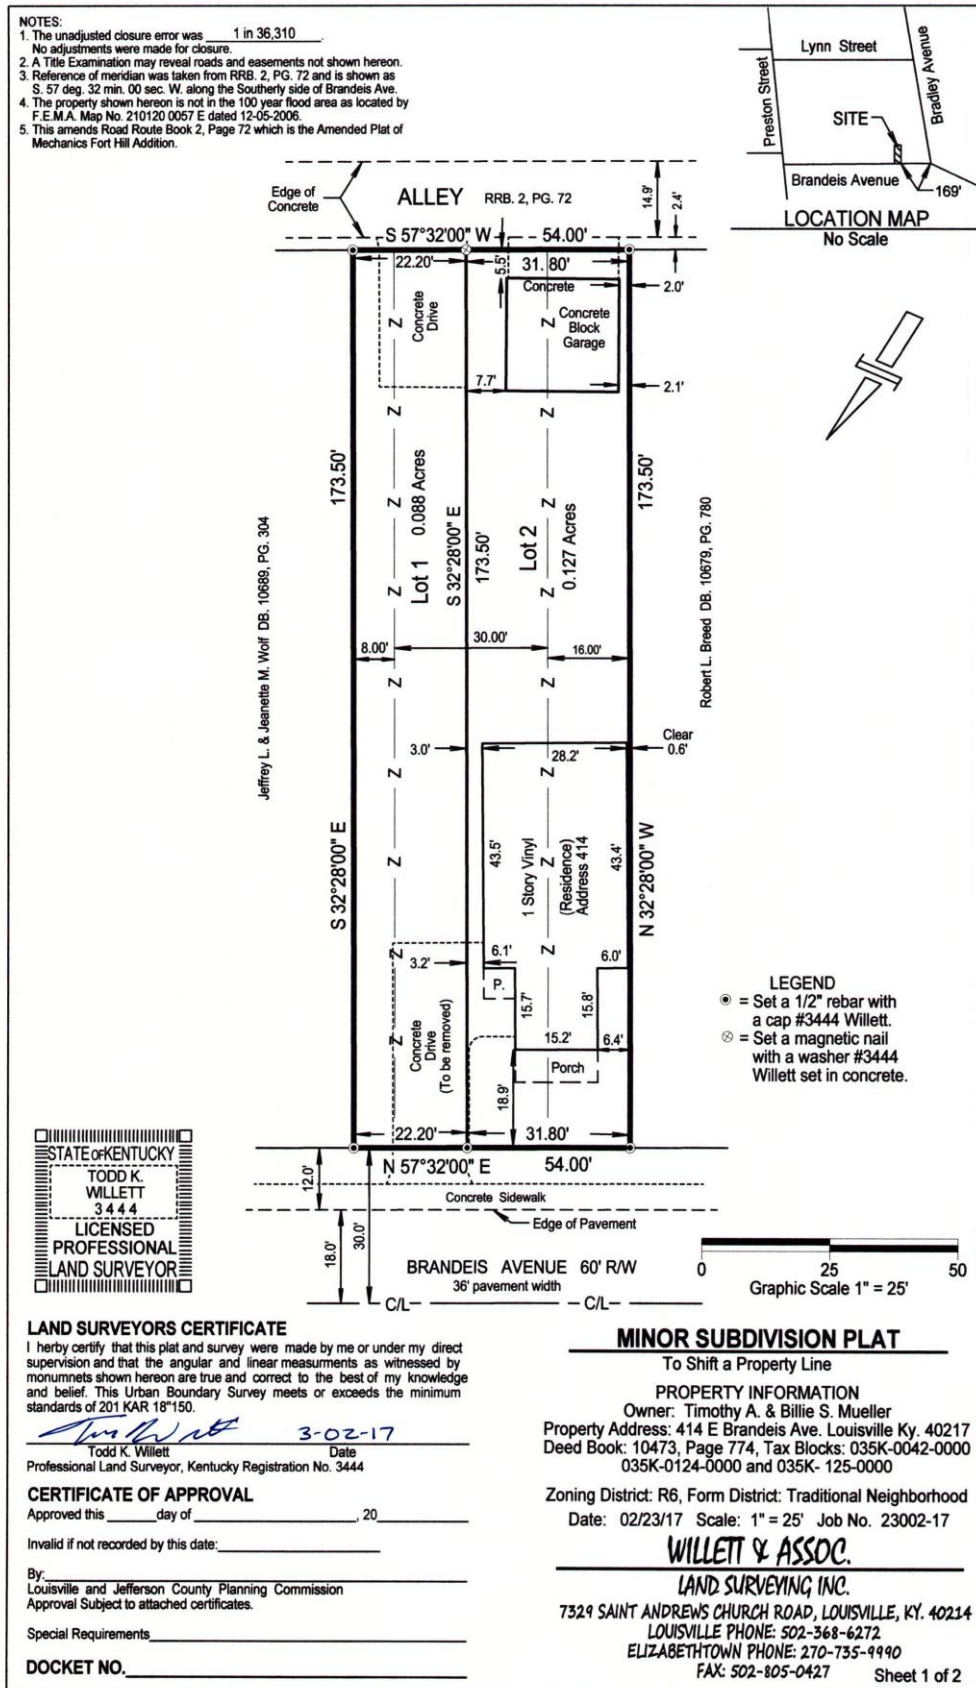 NOTES:
1. The unadjusted closure error was 1 in 36,310.
No adjustments were made for closure.
2. A Title Examination may reveal roads and easements not shown hereon.
3. Reference of meridian was taken from RRB. 2, PG. 72 and is shown as
S. 57 deg. 32 min. 00 sec. W. along the Southerly side of Brandeis Ave.
4. The property shown hereon is not in the 100 year flood area as located by
F.E.M.A. Map No. 210120 0057 E dated 12-05-2006.
5. This amends Road Route Book 2, Page 72 which is the Amended Plat of
Mechanics Fort Hill Addition.
Lynn Street
Preston Street
Bradley Avenue
SITE
Brandeis Avenue
169'
LOCATION MAP
No Scale
Edge of
Concrete
ALLEY RRB. 2, PG. 72
14.9'
2.4'
S 57°32'00" W 54.00'
22.20'
31.80'
5.5'
Concrete
2.0'
Concrete
Drive
Concrete
Block
Garage
Z Z
7.7'
2.1'
Z Z
173.50'
173.50'
173.50'
Z Z
Lot 1 0.088 Acres
S 32°28'00" E
Lot 2
0.127 Acres
Z Z
Jeffrey L. & Jeanette M. Wolf DB. 10689, PG. 304
Robert L. Breed DB. 10679, PG. 780
8.00'
30.00'
16.00'
Z Z
3.0'
28.2'
Clear
0.6'
Z Z
S 32°28'00" E
43.5'
1 Story Vinyl
(Residence)
Address 414
43.4'
N 32°28'00" W
Z Z
Z Z
3.2'
6.1'
6.0'
P.
15.7'
15.8'
Z
Concrete
Drive
(To be removed)
15.2'
6.4'
Porch
18.9'
22.20'
31.80'
LEGEND
= Set a 1/2" rebar with
a cap #3444 Willett.
= Set a magnetic nail
with a washer #3444
Willett set in concrete.
N 57°32'00" E 54.00'
12.0'
Concrete Sidewalk
Edge of Pavement
18.0'
30.0'
BRANDEIS AVENUE 60' R/W
36' pavement width
C/L C/L
0 25 50
Graphic Scale 1" = 25'
STATE OF KENTUCKY
TODD K.
WILLETT
3444
LICENSED
PROFESSIONAL
LAND SURVEYOR
LAND SURVEYORS CERTIFICATE
I herby certify that this plat and survey were made by me or under my direct
supervision and that the angular and linear measurments as witnessed by
monumnets shown hereon are true and correct to the best of my knowledge
and belief. This Urban Boundary Survey meets or exceeds the minimum
standards of 201 KAR 18"150.
3-02-17
Todd K. Willett Date
Professional Land Surveyor, Kentucky Registration No. 3444
CERTIFICATE OF APPROVAL
Approved this ______day of ____________________, 20____________
Invalid if not recorded by this date:____________________
By:____________________
Louisville and Jefferson County Planning Commission
Approval Subject to attached certificates.
Special Requirements____________________
DOCKET NO.____________________
MINOR SUBDIVISION PLAT
To Shift a Property Line
PROPERTY INFORMATION
Owner: Timothy A. & Billie S. Mueller
Property Address: 414 E Brandeis Ave. Louisville Ky. 40217
Deed Book: 10473, Page 774, Tax Blocks: 035K-0042-0000
035K-0124-0000 and 035K- 125-0000
Zoning District: R6, Form District: Traditional Neighborhood
Date: 02/23/17 Scale: 1" = 25' Job No. 23002-17
WILLETT & ASSOC.
LAND SURVEYING INC.
7329 SAINT ANDREWS CHURCH ROAD, LOUISVILLE, KY. 40214
LOUISVILLE PHONE: 502-368-6272
ELIZABETHTOWN PHONE: 270-735-9990
FAX: 502-805-0427
Sheet 1 of 2